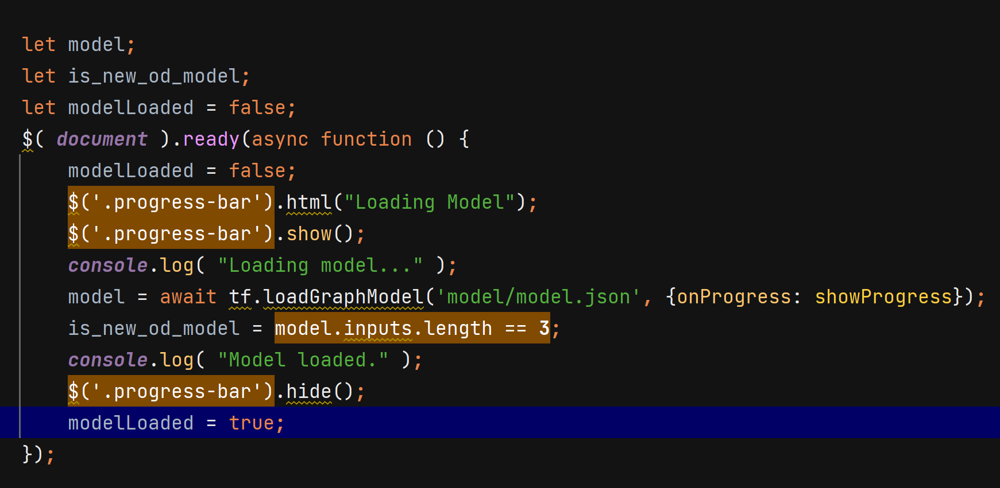 let model;
let is_new_od_model;
let modelLoaded = false;
$( document ).ready(async function () {
    modelLoaded = false;
    $('.progress-bar').html("Loading Model");
    $('.progress-bar').show();
    console.log( "Loading model..." );
    model = await tf.loadGraphModel('model/model.json', {onProgress: showProgress});
    is_new_od_model = model.inputs.length == 3;
    console.log( "Model loaded." );
    $('.progress-bar').hide();
    modelLoaded = true;
});